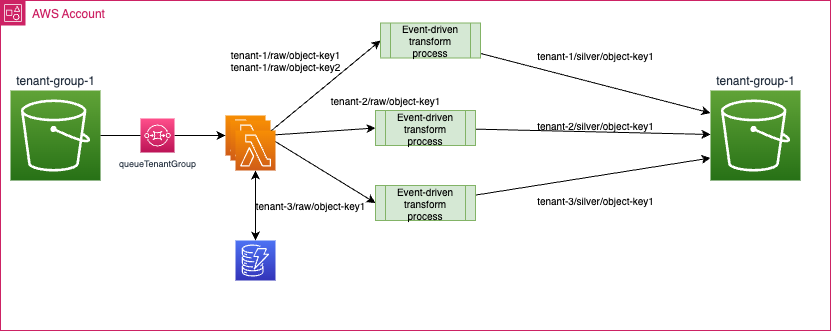 AWS Account
Event-driven
transform
process
tenant-1/raw/object-key1
tenant-1/raw/object-key2
tenant-1/silver/object-key1
tenant-group-1
tenant-group-1
tenant-2/raw/object-key1
Event-driven
transform
process
tenant-2/silver/object-key1
queueTenantGroup
Event-driven
transform
process
tenant-3/raw/object-key1
tenant-3/silver/object-key1